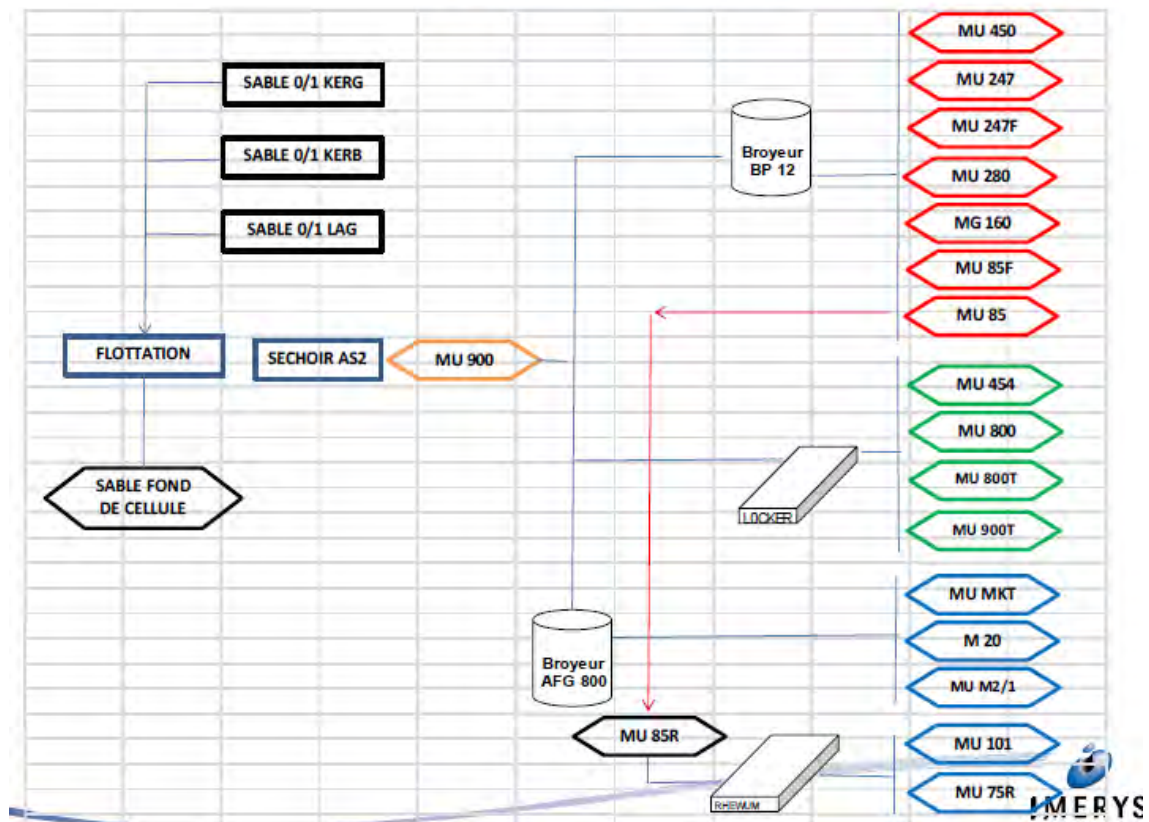 MU 450
SABLE 0/1 KERG
MU 247
MU 247F
Broyeur
BP 12
SABLE 0/1 KERB
MU 280
SABLE 0/1 LAG
MG 160
MU 85F
MU 85
FLOTTATION
SECHOIR AS2
MU 900
MU 454
MU 800
SABLE FOND
DE CELLULE
MU 800T
LOCKER
MU 900T
MU MKT
Broyeur
AFG 800
M 20
MU M2/1
MU 85R
MU 101
RHEWUM
MU 75R
IMERYS